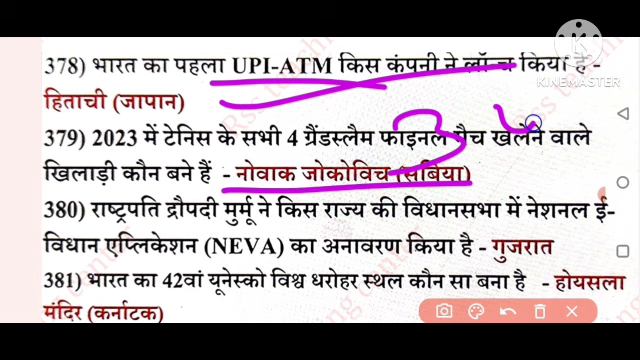 378) भारत का पहला UPI-ATM किस कंपनी ने लॉन्च किया है -
हिताची (जापान)
379) 2023 में टेनिस के सभी 4 ग्रैंडस्लैम फाइनल मैच खेलने वाले
खिलाड़ी कौन बने हैं - नोवाक जोकोविच (सर्बिया)
380) राष्ट्रपति द्रौपदी मुर्मू ने किस राज्य की विधानसभा में नेशनल ई-
विधान एप्लिकेशन (NEVA) का अनावरण किया है - गुजरात
381) भारत का 42वां यूनेस्को विश्व धरोहर स्थल कौन सा बना है - होयसला
मंदिर (कर्नाटक)
KINEMASTER